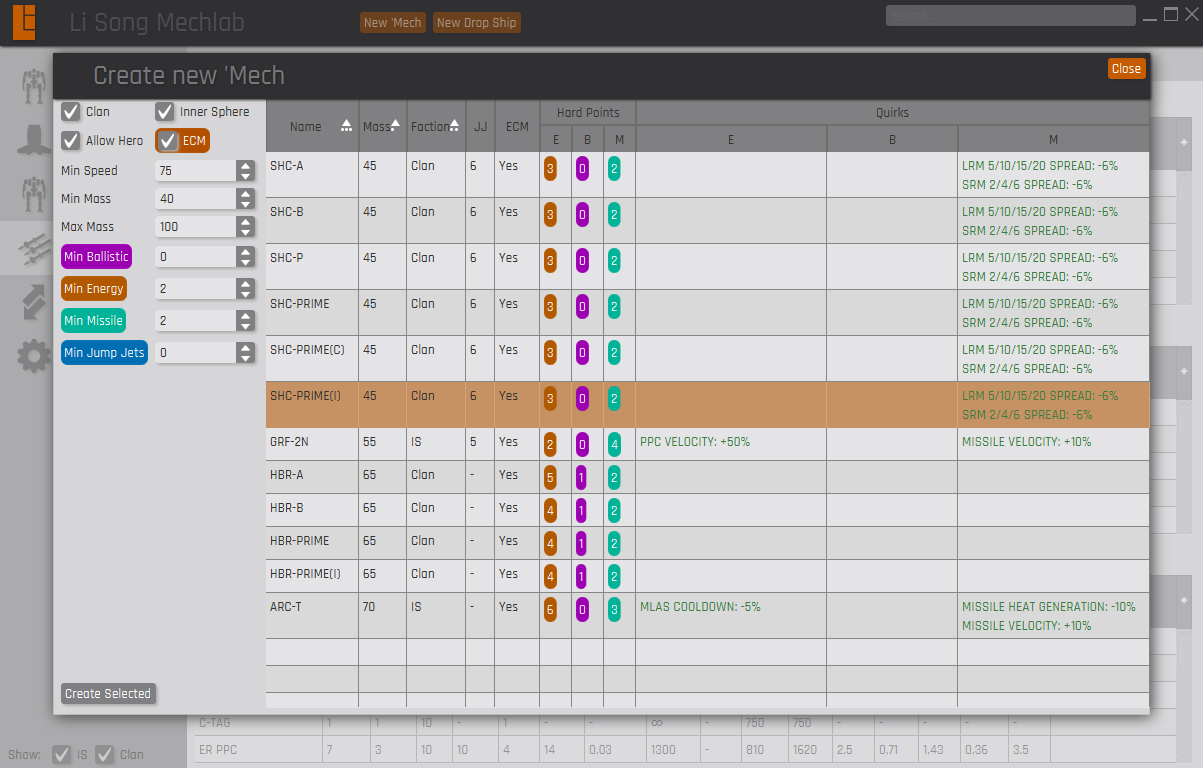 Li Song Mechlab
New 'Mech New Drop Ship
Search...
Create new 'Mech
Close
Clan Inner Sphere
Allow Hero ECM
Min Speed 75
Min Mass 40
Max Mass 100
Min Ballistic 0
Min Energy 2
Min Missile 2
Min Jump Jets 0
Create Selected
Hard Points Quirks
Name Mass Faction JJ ECM E B M E B M
SHC-A 45 Clan 6 Yes 3 0 2 LRM 5/10/15/20 SPREAD: -6%
SRM 2/4/6 SPREAD: -6%
SHC-B 45 Clan 6 Yes 3 0 2 LRM 5/10/15/20 SPREAD: -6%
SRM 2/4/6 SPREAD: -6%
SHC-P 45 Clan 6 Yes 3 0 2 LRM 5/10/15/20 SPREAD: -6%
SRM 2/4/6 SPREAD: -6%
SHC-PRIME 45 Clan 6 Yes 3 0 2 LRM 5/10/15/20 SPREAD: -6%
SRM 2/4/6 SPREAD: -6%
SHC-PRIME(C) 45 Clan 6 Yes 3 0 2 LRM 5/10/15/20 SPREAD: -6%
SRM 2/4/6 SPREAD: -6%
SHC-PRIME(I) 45 Clan 6 Yes 3 0 2 LRM 5/10/15/20 SPREAD: -6%
SRM 2/4/6 SPREAD: -6%
GRF-2N 55 IS 5 Yes 2 0 4 PPC VELOCITY: +50% MISSILE VELOCITY: +10%
HBR-A 65 Clan - Yes 5 1 2
HBR-B 65 Clan - Yes 4 1 2
HBR-PRIME 65 Clan - Yes 4 1 2
HBR-PRIME(I) 65 Clan - Yes 4 1 2
ARC-T 70 IS - Yes 6 0 3 MLAS COOLDOWN: -5% MISSILE HEAT GENERATION: -10%
MISSILE VELOCITY: +10%
C-TAG 1 1 10 - 1 - - ∞ - 750 750 - - - - -
ER PPC 7 3 10 10 4 14 0.03 1300 - 810 1620 2.5 0.71 1.43 0.36 3.5
Show: IS Clan